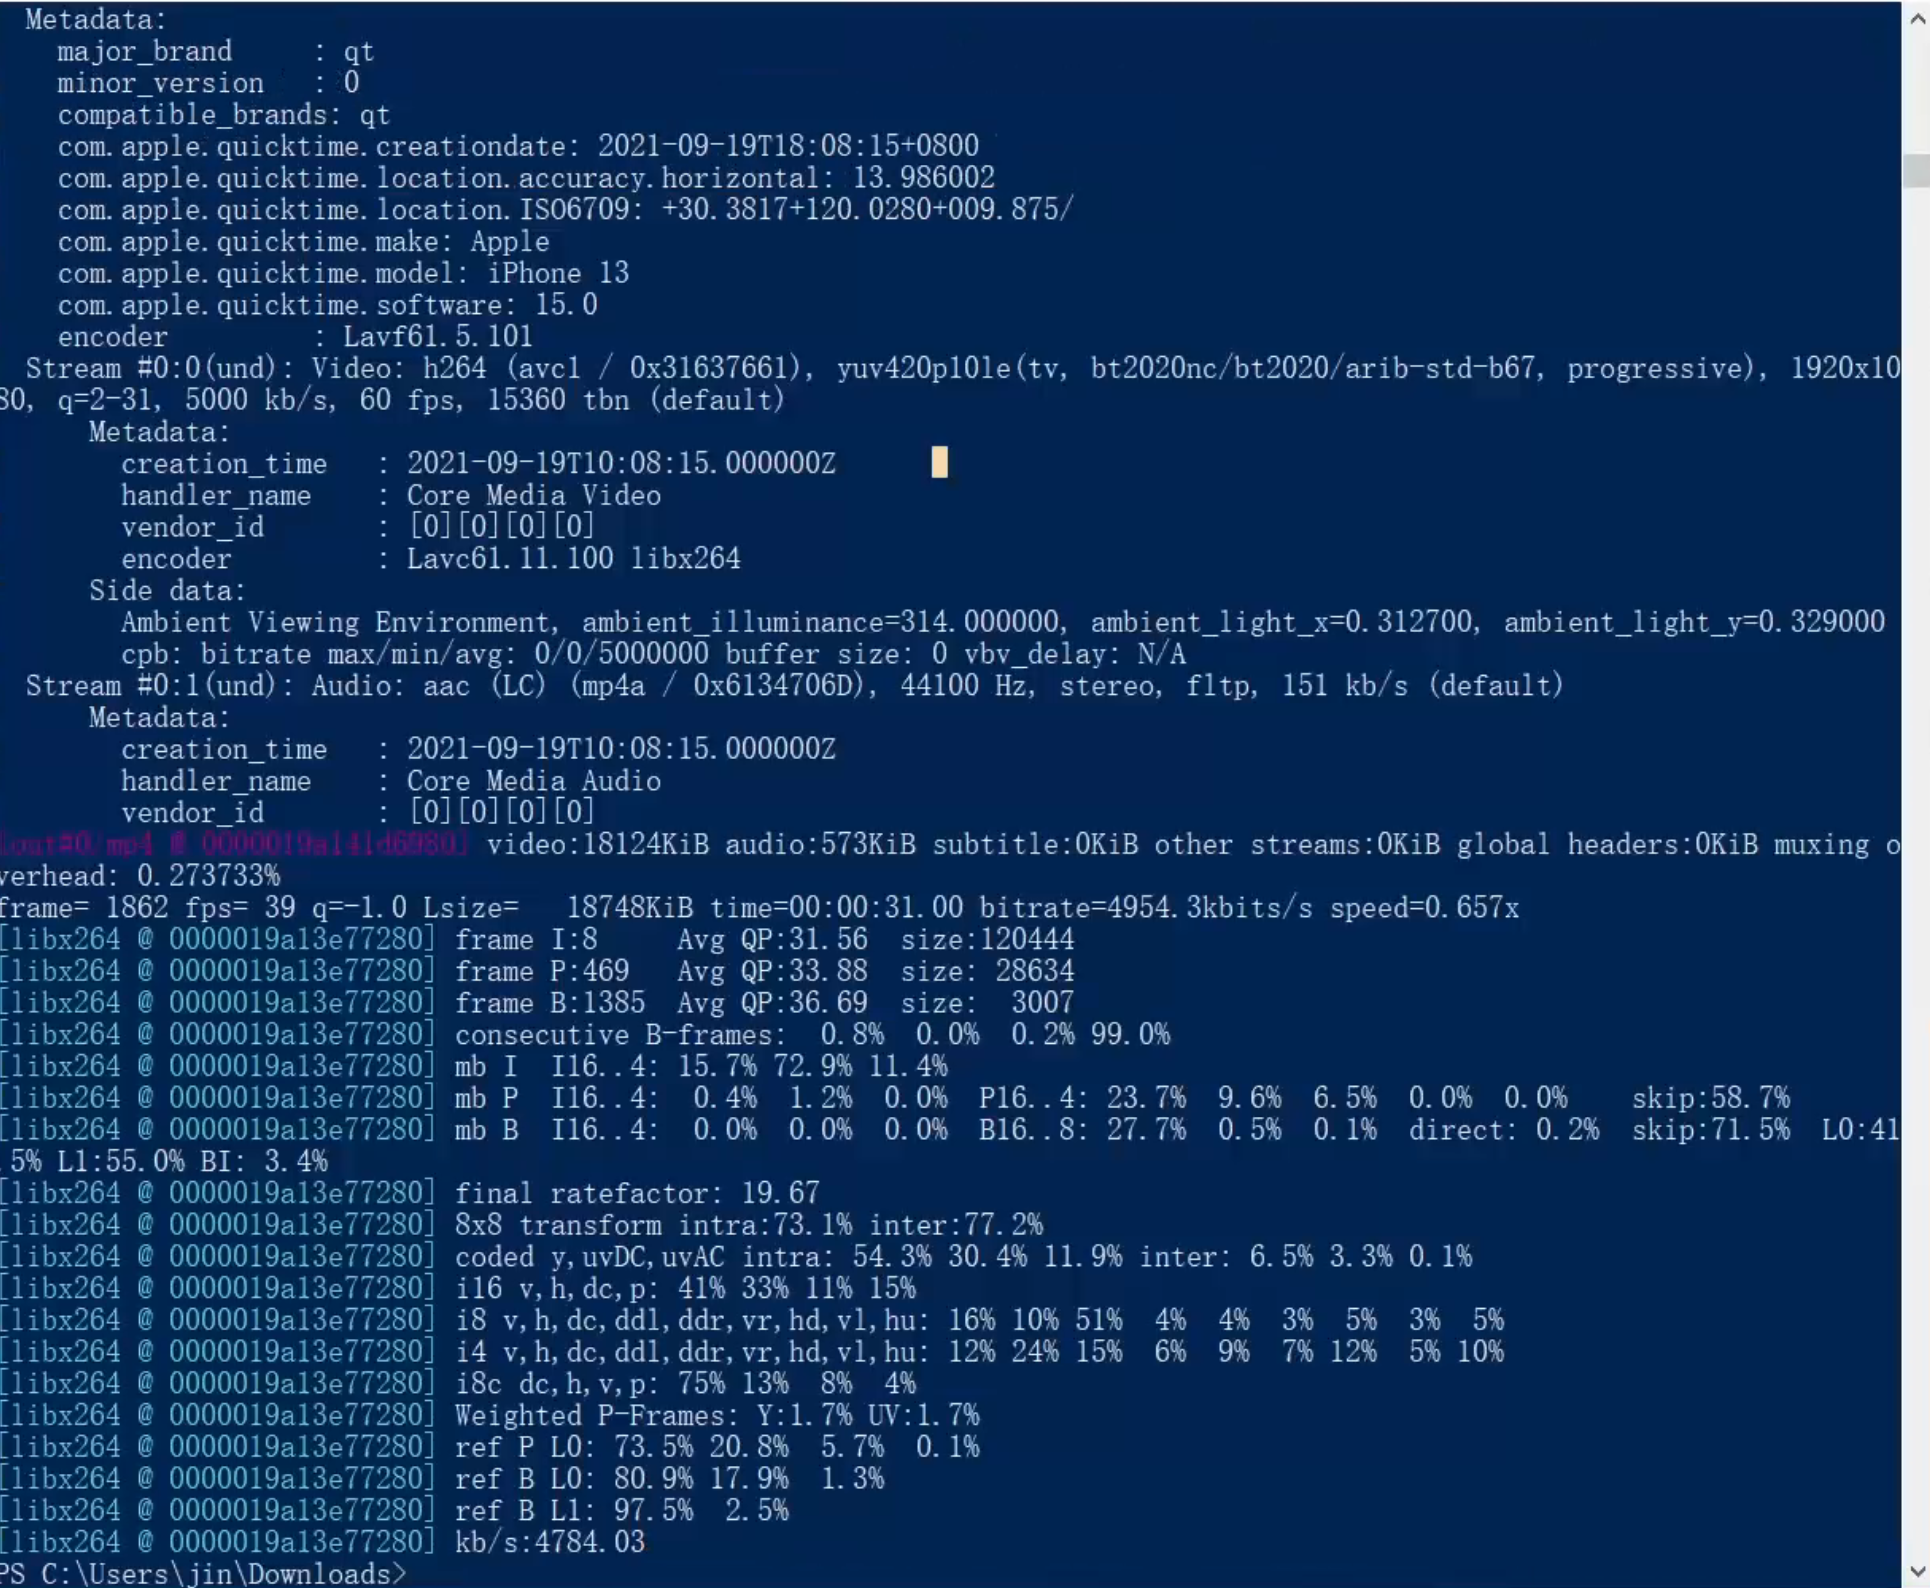 Metadata:
major_brand     : qt
minor_version   : 0
compatible_brands: qt
com.apple.quicktime.creationdate: 2021-09-19T18:08:15+0800
com.apple.quicktime.location.accuracy.horizontal: 13.986002
com.apple.quicktime.location.ISO6709: +30.3817+120.0280+009.875/
com.apple.quicktime.make: Apple
com.apple.quicktime.model: iPhone 13
com.apple.quicktime.software: 15.0
encoder         : Lavf61.5.101
Stream #0:0(und): Video: h264 (avc1 / 0x31637661), yuv420p10le(tv, bt2020nc/bt2020/arib-std-b67, progressive), 1920x10
80, q=2-31, 5000 kb/s, 60 fps, 15360 tbn (default)
Metadata:
creation_time   : 2021-09-19T10:08:15.000000Z
handler_name    : Core Media Video
vendor_id       : [0][0][0][0]
encoder         : Lavc61.11.100 libx264
Side data:
Ambient Viewing Environment, ambient_illuminance=314.000000, ambient_light_x=0.312700, ambient_light_y=0.329000
cpb: bitrate max/min/avg: 0/0/5000000 buffer size: 0 vbv_delay: N/A
Stream #0:1(und): Audio: aac (LC) (mp4a / 0x6134706D), 44100 Hz, stereo, fltp, 151 kb/s (default)
Metadata:
creation_time   : 2021-09-19T10:08:15.000000Z
handler_name    : Core Media Audio
vendor_id       : [0][0][0][0]
[out#0/mp4 @ 0000019a141d6980] video:18124KiB audio:573KiB subtitle:0KiB other streams:0KiB global headers:0KiB muxing o
verhead: 0.273733%
frame= 1862 fps= 39 q=-1.0 Lsize=   18748KiB time=00:00:31.00 bitrate=4954.3kbits/s speed=0.657x
[libx264 @ 0000019a13e77280] frame I:8     Avg QP:31.56  size:120444
[libx264 @ 0000019a13e77280] frame P:469   Avg QP:33.88  size: 28634
[libx264 @ 0000019a13e77280] frame B:1385  Avg QP:36.69  size:  3007
[libx264 @ 0000019a13e77280] consecutive B-frames:  0.8%  0.0%  0.2% 99.0%
[libx264 @ 0000019a13e77280] mb I  I16..4: 15.7% 72.9% 11.4%
[libx264 @ 0000019a13e77280] mb P  I16..4:  0.4%  1.2%  0.0%  P16..4: 23.7%  9.6%  6.5%  0.0%  0.0%    skip:58.7%
[libx264 @ 0000019a13e77280] mb B  I16..4:  0.0%  0.0%  0.0%  B16..8: 27.7%  0.5%  0.1%  direct: 0.2%  skip:71.5%  L0:41
.5% L1:55.0% BI: 3.4%
[libx264 @ 0000019a13e77280] final ratefactor: 19.67
[libx264 @ 0000019a13e77280] 8x8 transform intra:73.1% inter:77.2%
[libx264 @ 0000019a13e77280] coded y,uvDC,uvAC intra: 54.3% 30.4% 11.9% inter: 6.5% 3.3% 0.1%
[libx264 @ 0000019a13e77280] i16 v,h,dc,p: 41% 33% 11% 15%
[libx264 @ 0000019a13e77280] i8 v,h,dc,ddl,ddr,vr,hd,vl,hu: 16% 10% 51%  4%  4%  3%  5%  3%  5%
[libx264 @ 0000019a13e77280] i4 v,h,dc,ddl,ddr,vr,hd,vl,hu: 12% 24% 15%  6%  9%  7% 12%  5% 10%
[libx264 @ 0000019a13e77280] i8c dc,h,v,p: 75% 13%  8%  4%
[libx264 @ 0000019a13e77280] Weighted P-Frames: Y:1.7% UV:1.7%
[libx264 @ 0000019a13e77280] ref P L0: 73.5% 20.8%  5.7%  0.1%
[libx264 @ 0000019a13e77280] ref B L0: 80.9% 17.9%  1.3%
[libx264 @ 0000019a13e77280] ref B L1: 97.5%  2.5%
[libx264 @ 0000019a13e77280] kb/s:4784.03
PS C:\Users\jin\Downloads>